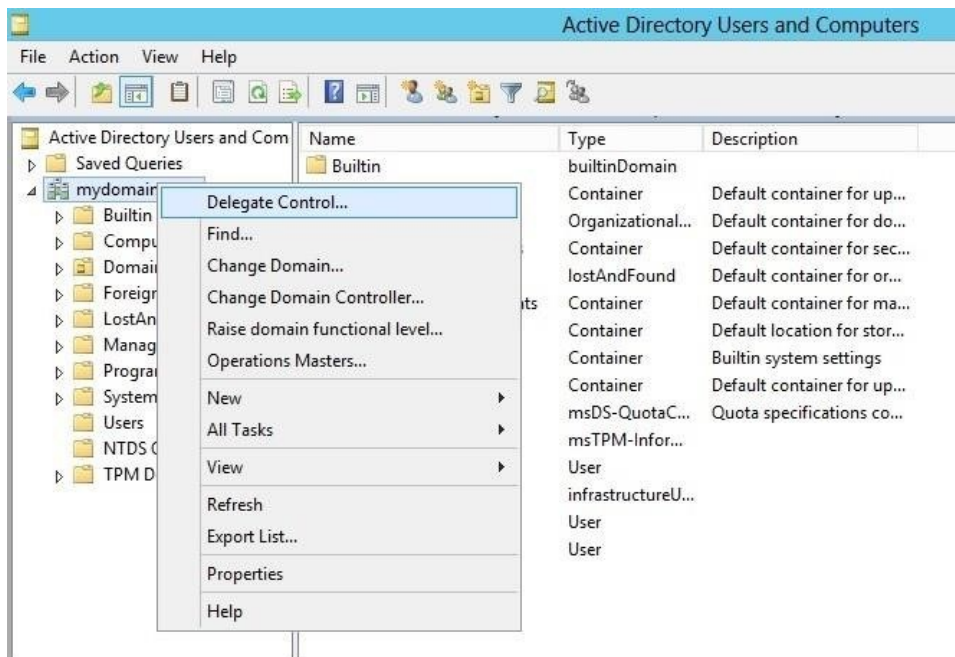 Active Directory Users and Computers
File Action View Help
Active Directory Users and Com
Saved Queries
mydomain
Builtin
Compu
Domai
Foreigr
LostAn
Manag
Progra
System
Users
NTDS
TPM D
Delegate Control...
Find...
Change Domain...
Change Domain Controller...
Raise domain functional level...
Operations Masters...
New
All Tasks
View
Refresh
Export List...
Properties
Help
Name Type Description
Builtin builtinDomain
Container Default container for up...
Organizational... Default container for do...
Container Default container for sec...
lostAndFound Default container for or...
ts Container Default container for ma...
Container Default location for stor...
Container Builtin system settings
Container Default container for up...
msDS-QuotaC... Quota specifications co...
msTPM-Infor...
User
infrastructureU...
User
User